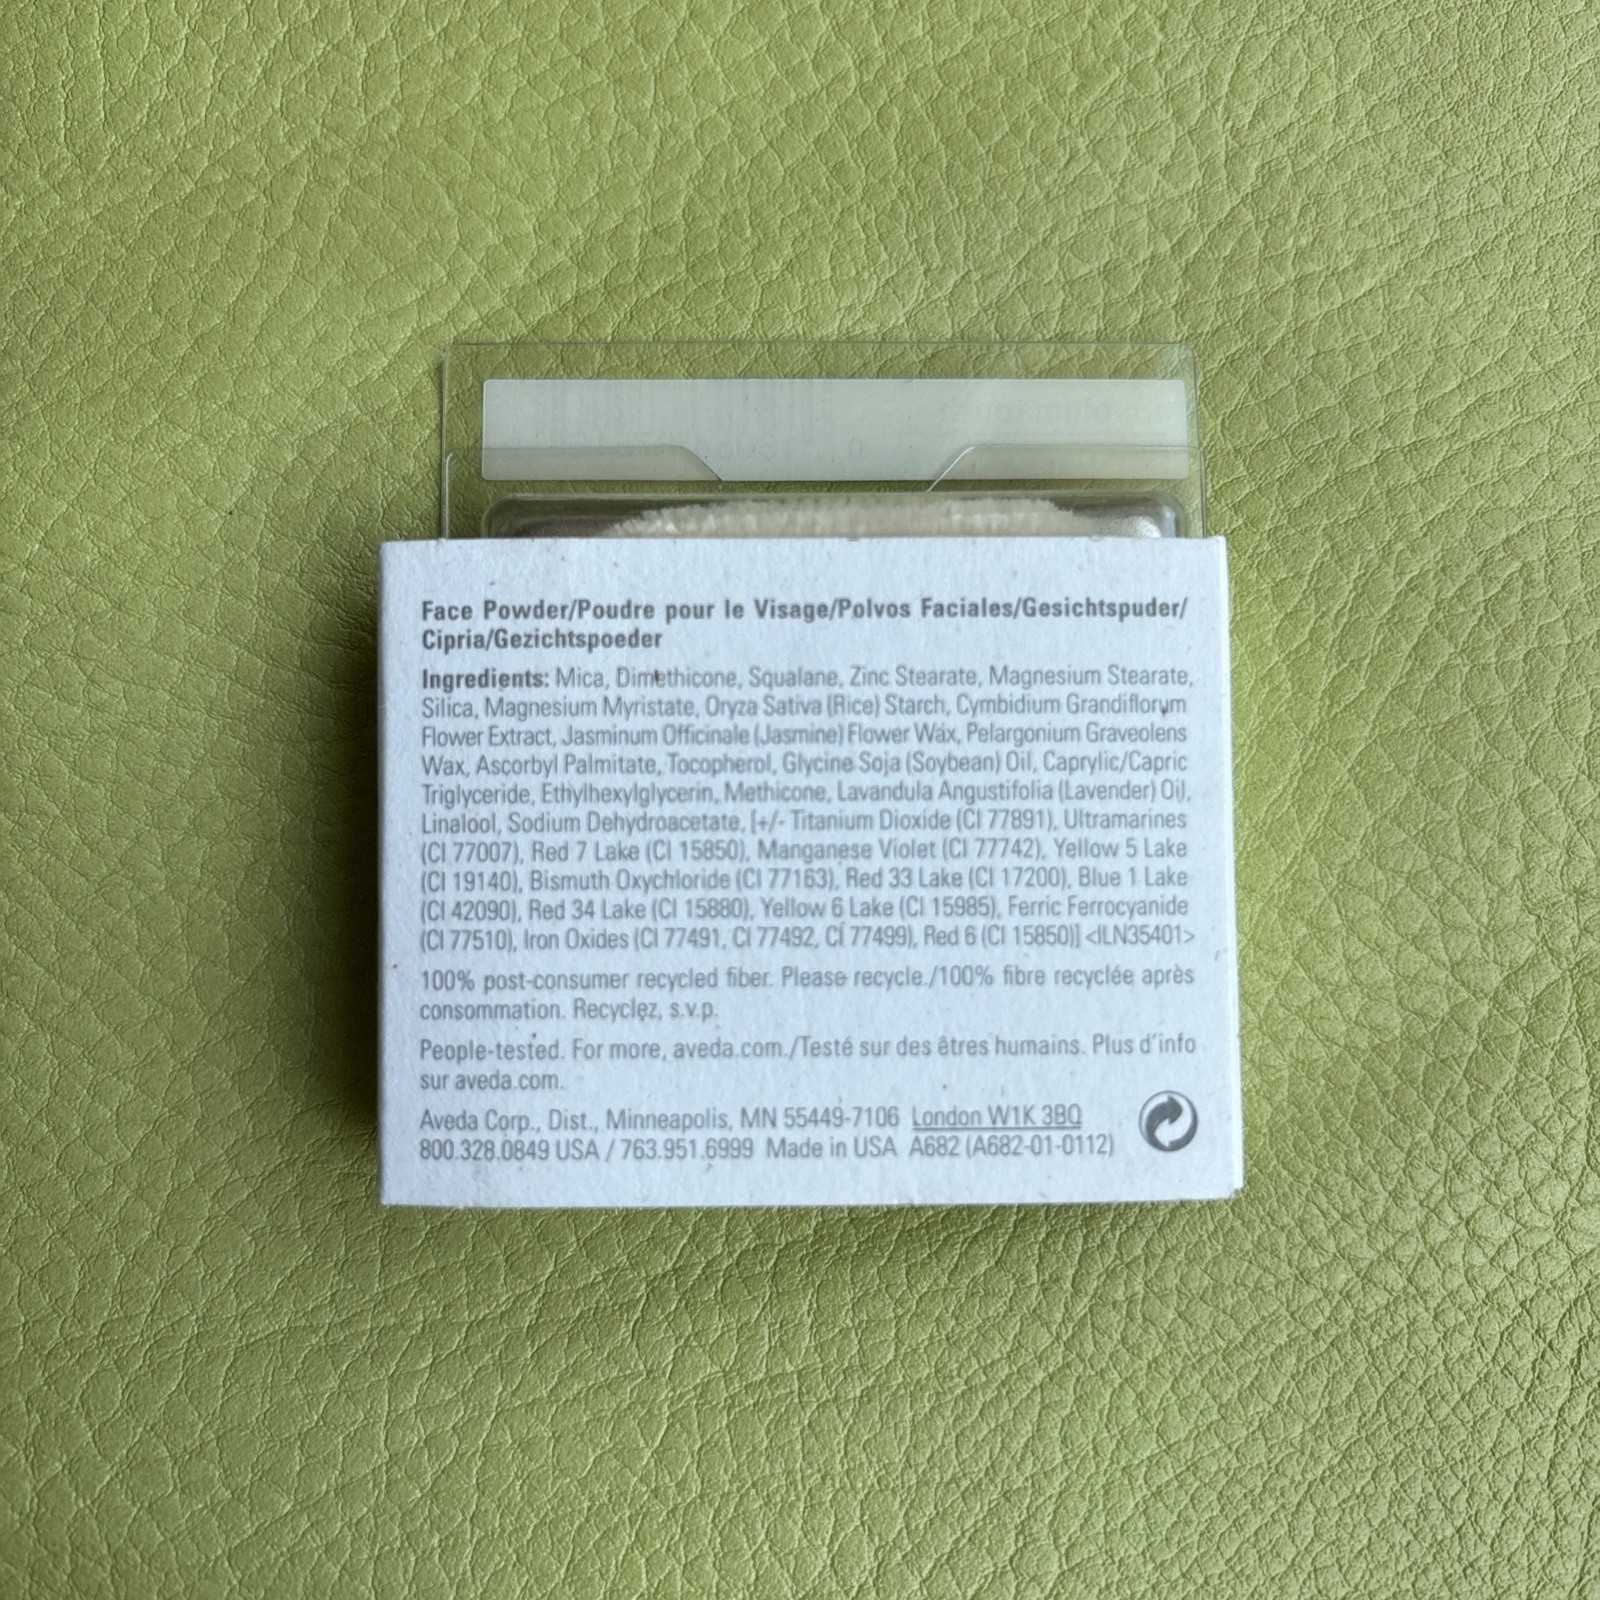 Face Powder/Poudre pour le Visage/Polvos Faciales/Gesichtspuder/
Cipria/Gezichtspoeder
Ingredients: Mica, Dimethicone, Squalane, Zinc Stearate, Magnesium Stearate,
Silica, Magnesium Myristate, Oryza Sativa (Rice) Starch, Cymbidium Grandiflorum
Flower Extract, Jasminum Officinale (Jasmine) Flower Wax, Pelargonium Graveolens
Wax, Ascorbyl Palmitate, Tocopherol, Glycine Soja (Soybean) Oil, Caprylic/Capric
Triglyceride, Ethylhexylglycerin, Methicone, Lavandula Angustifolia (Lavender) Oil,
Linalool, Sodium Dehydroacetate, [+/- Titanium Dioxide (CI 77891), Ultramarines
(CI 77007), Red 7 Lake (CI 15850), Manganese Violet (CI 77742), Yellow 5 Lake
(CI 19140), Bismuth Oxychloride (CI 77163), Red 33 Lake (CI 17200), Blue 1 Lake
(CI 42090), Red 34 Lake (CI 15880), Yellow 6 Lake (CI 15985), Ferric Ferrocyanide
(CI 77510), Iron Oxides (CI 77491, CI 77492, CI 77499), Red 6 (CI 15850)] <ILN35401>
100% post-consumer recycled fiber. Please recycle./100% fibre recyclée après
consommation. Recyclez, s.v.p.
People-tested. For more, aveda.com./Testé sur des êtres humains. Plus d'info
sur aveda.com.
Aveda Corp., Dist., Minneapolis, MN 55449-7106 London W1K 3BQ
800.328.0849 USA / 763.951.6999 Made in USA A682 (A682-01-0112)